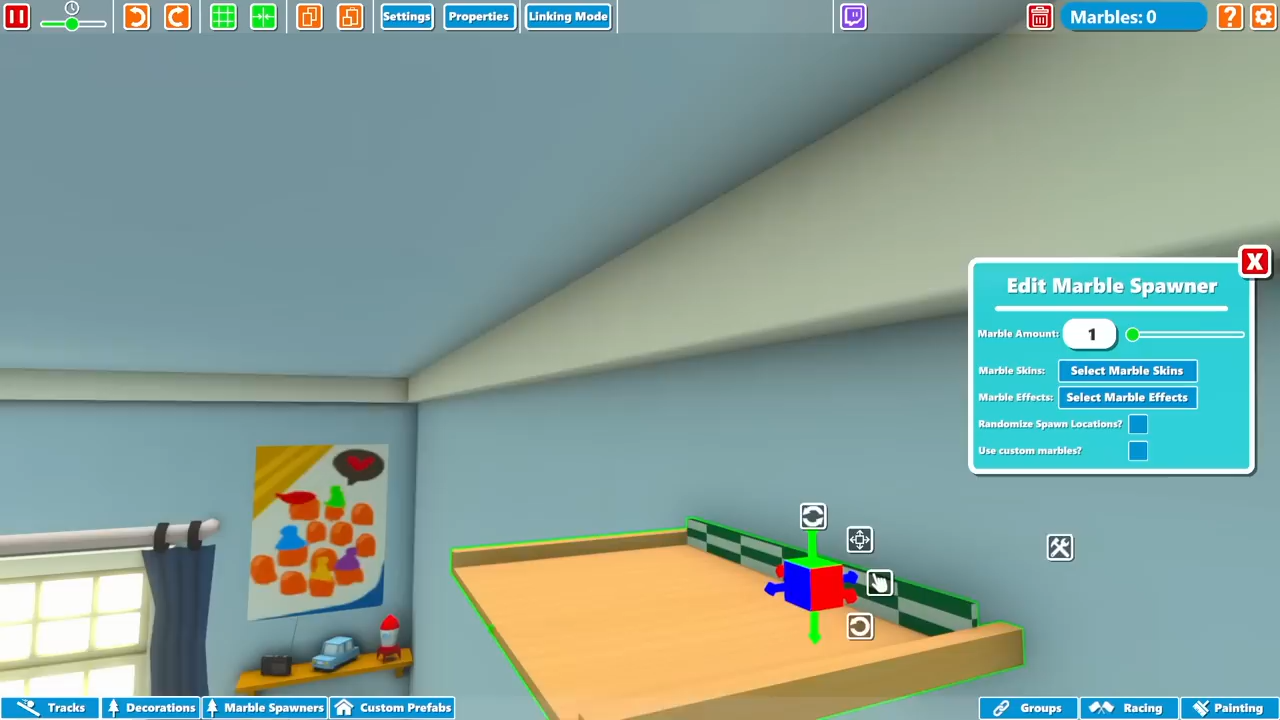 Settings
Properties
Linking Mode
Marbles: 0
?
X
Edit Marble Spawner
Marble Amount: 1
Marble Skins: Select Marble Skins
Marble Effects: Select Marble Effects
Randomize Spawn Locations?
Use custom marbles?
Tracks
Decorations
Marble Spawners
Custom Prefabs
Groups
Racing
Painting